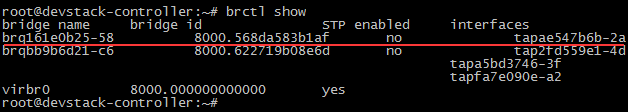 root@devstack-controller:~# brctl show
bridge name bridge id STP enabled interfaces
brq161e0b25-58 8000.568da583b1af no tapae547b6b-2a
brqbb9b6d21-c6 8000.622719b08e6d no tap2fd559e1-4d
tapa5bd3746-3f
tapfa7e090e-a2
virbr0 8000.000000000000 yes
root@devstack-controller:~#